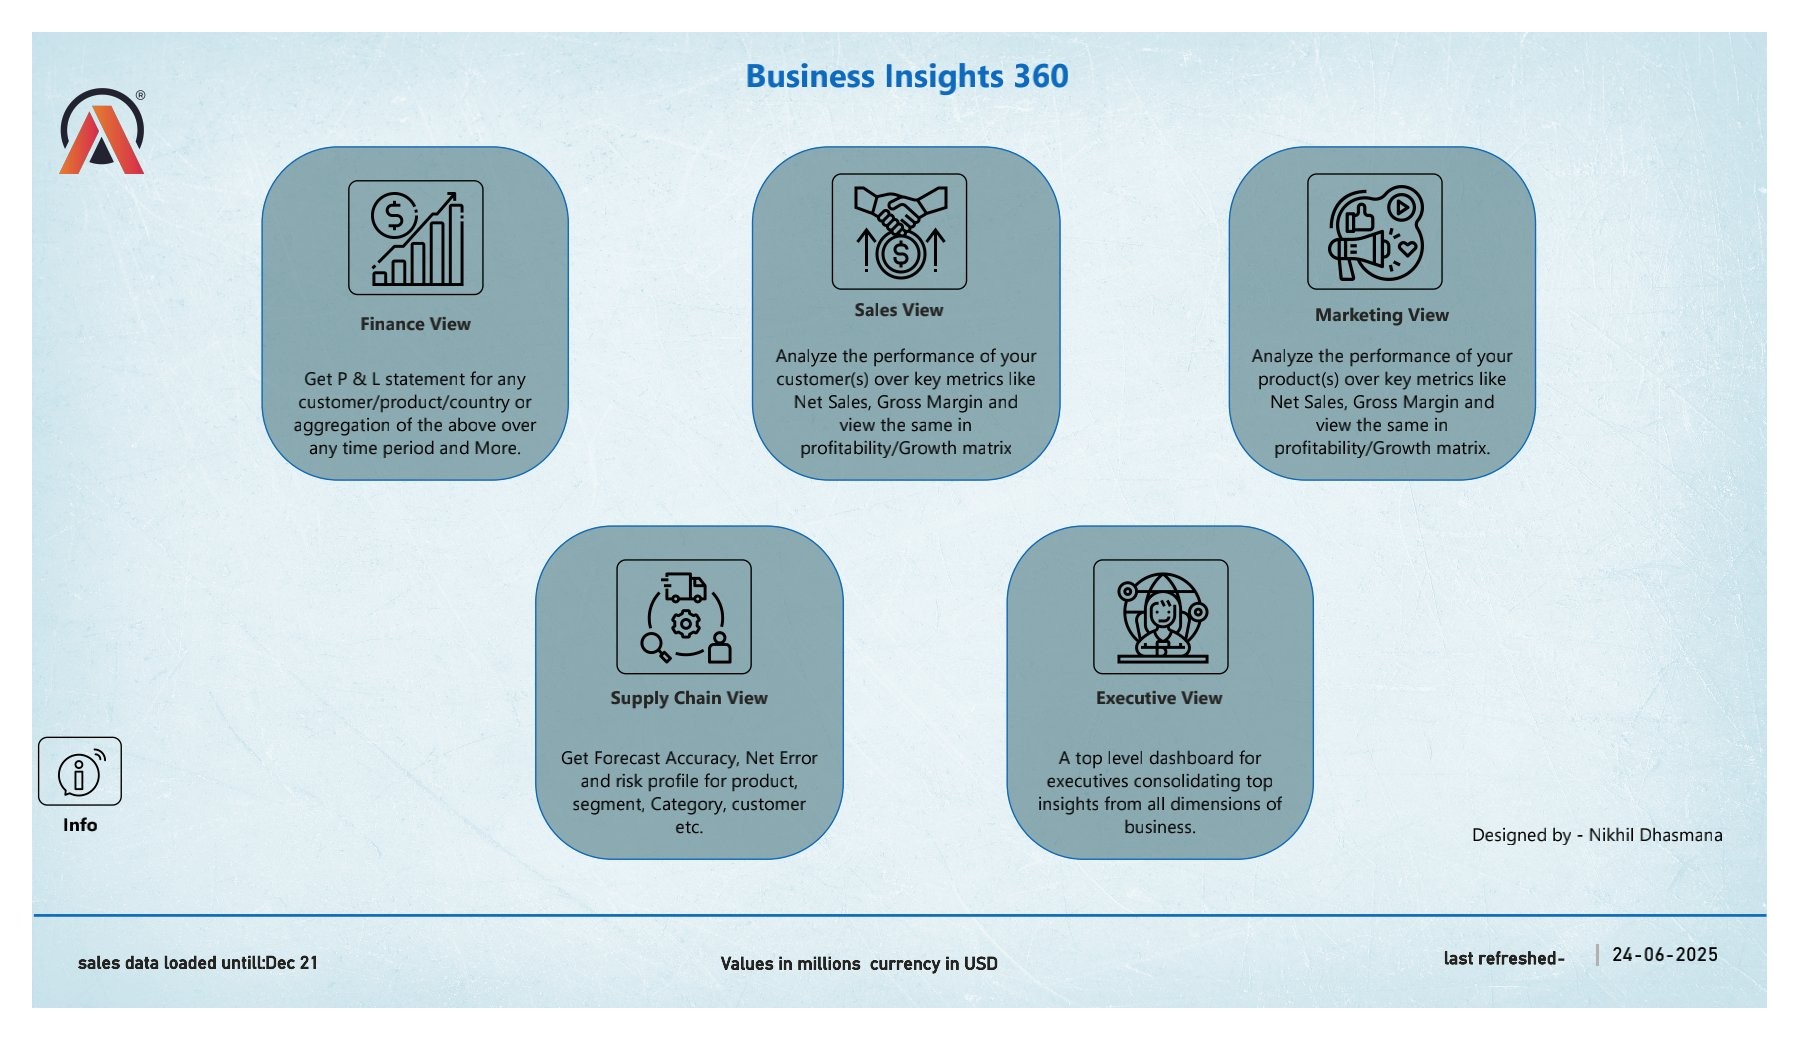 Business Insights 360
®
Finance View
Get P & L statement for any
customer/product/country or
aggregation of the above over
any time period and More.
Sales View
Analyze the performance of your
customer(s) over key metrics like
Net Sales, Gross Margin and
view the same in
profitability/Growth matrix
Marketing View
Analyze the performance of your
product(s) over key metrics like
Net Sales, Gross Margin and
view the same in
profitability/Growth matrix.
Supply Chain View
Get Forecast Accuracy, Net Error
and risk profile for product,
segment, Category, customer
etc.
Executive View
A top level dashboard for
executives consolidating top
insights from all dimensions of
business.
Info
Designed by - Nikhil Dhasmana
sales data loaded untill:Dec 21
Values in millions  currency in USD
last refreshed-
24-06-2025